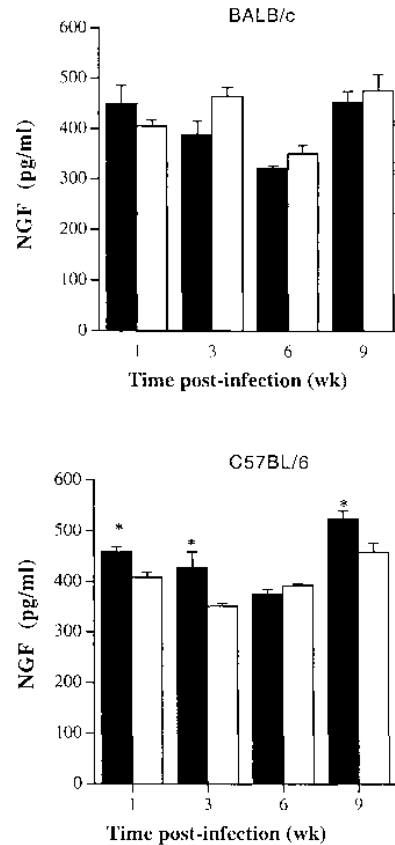 BALB/c
600
500
400
300
200
100
0
NGF (pg/ml)
1 3 6 9
Time post-infection (wk)
C57BL/6
600
500
400
300
200
100
0
NGF (pg/ml)
* * *
1 3 6 9
Time post-infection (wk)